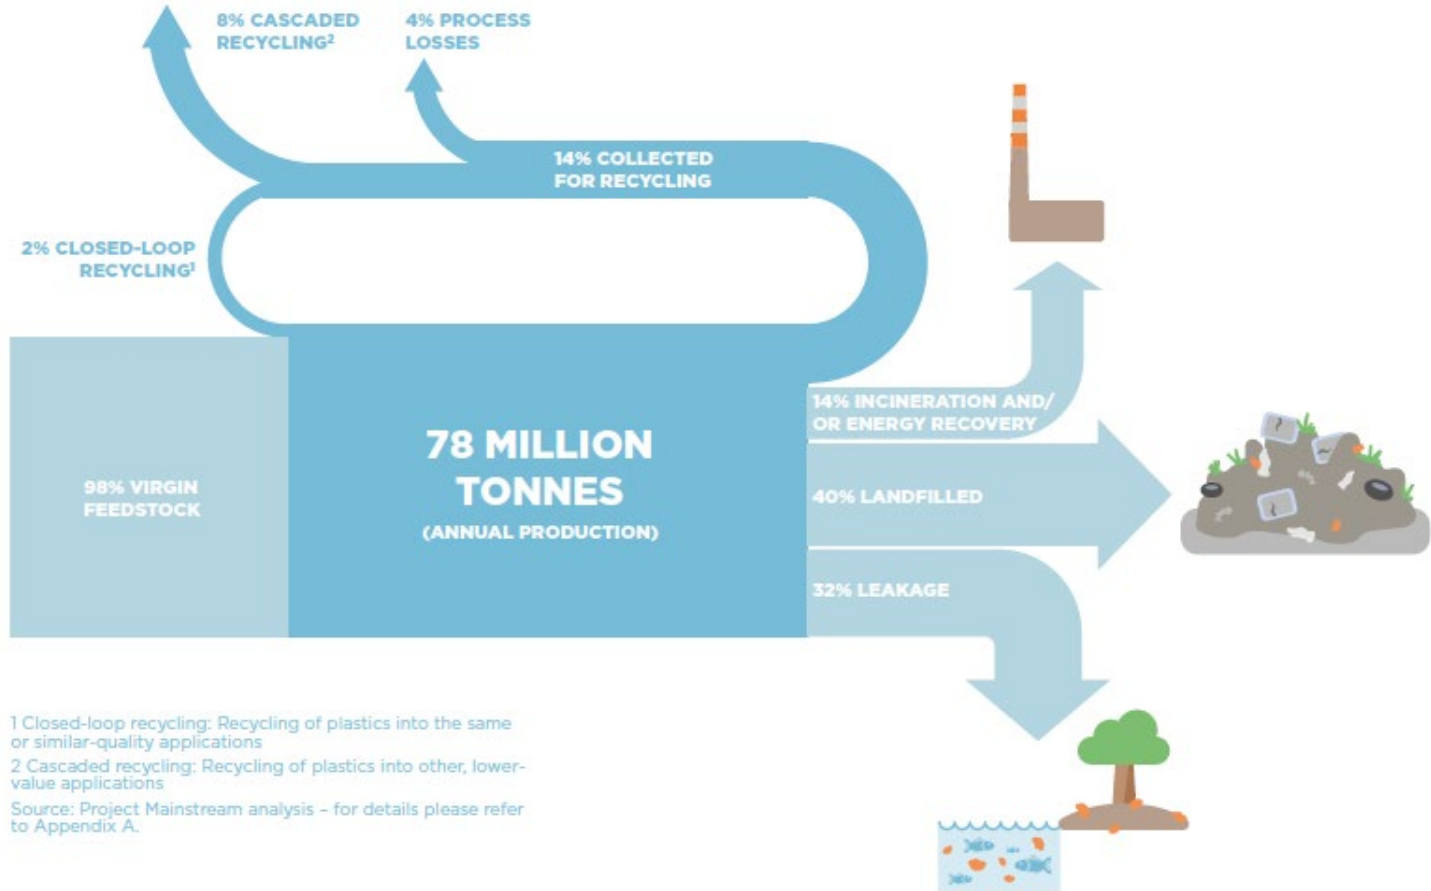 8% CASCADED
RECYCLING²
4% PROCESS
LOSSES
14% COLLECTED
FOR RECYCLING
2% CLOSED-LOOP
RECYCLING¹
98% VIRGIN
FEEDSTOCK
78 MILLION
TONNES
(ANNUAL PRODUCTION)
14% INCINERATION AND/
OR ENERGY RECOVERY
40% LANDFILLED
32% LEAKAGE
1 Closed-loop recycling: Recycling of plastics into the same
or similar-quality applications
2 Cascaded recycling: Recycling of plastics into other, lower-
value applications
Source: Project Mainstream analysis – for details please refer
to Appendix A.